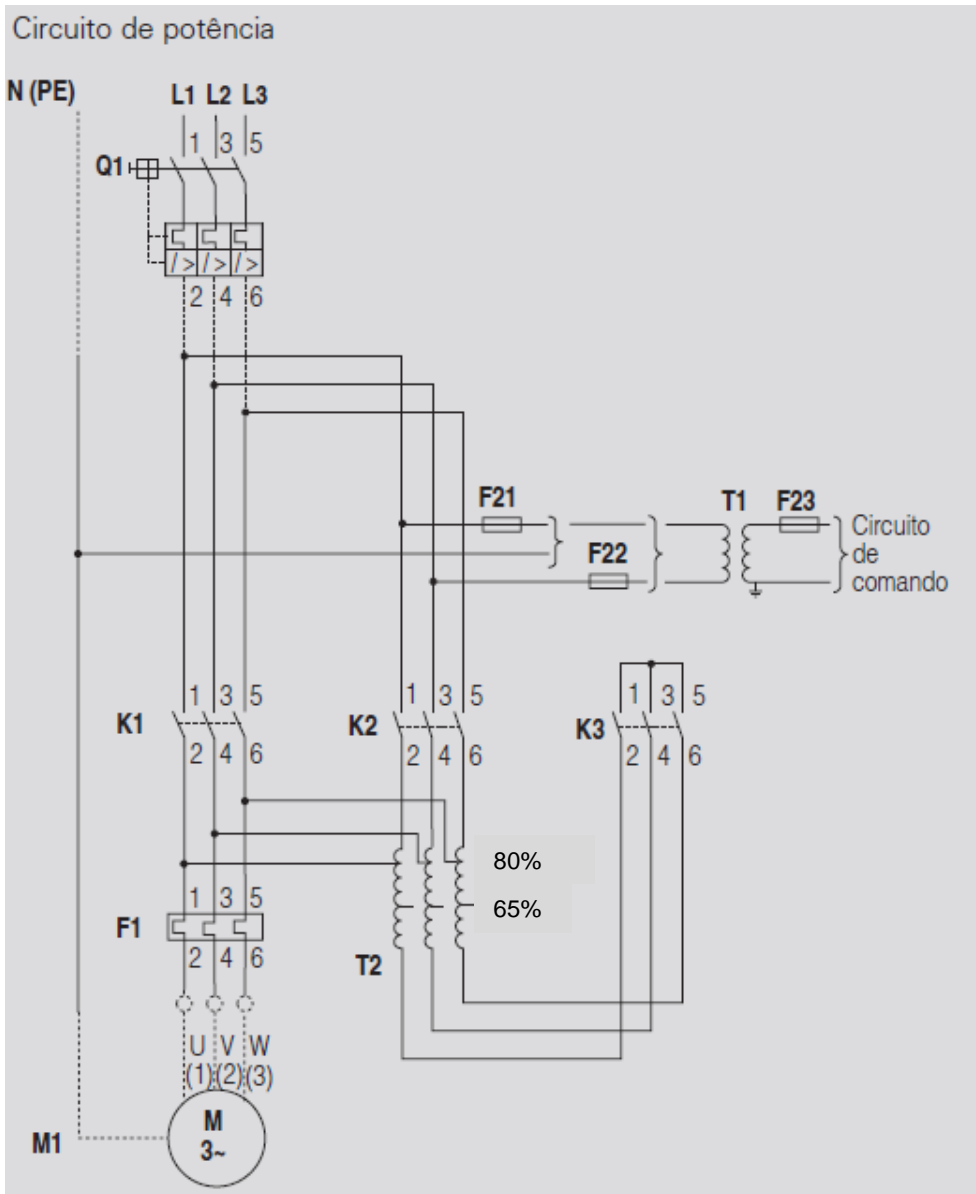 Circuito de potência
N (PE)
L1 L2 L3
1 3 5
Q1
/> /> />
2 4 6
F21
T1
F23
F22
Circuito
de
comando
K1
1 3 5
2 4 6
K2
1 3 5
2 4 6
K3
1 3 5
2 4 6
80%
65%
F1
1 3 5
2 4 6
T2
U V W
(1) (2) (3)
M1
M
3~